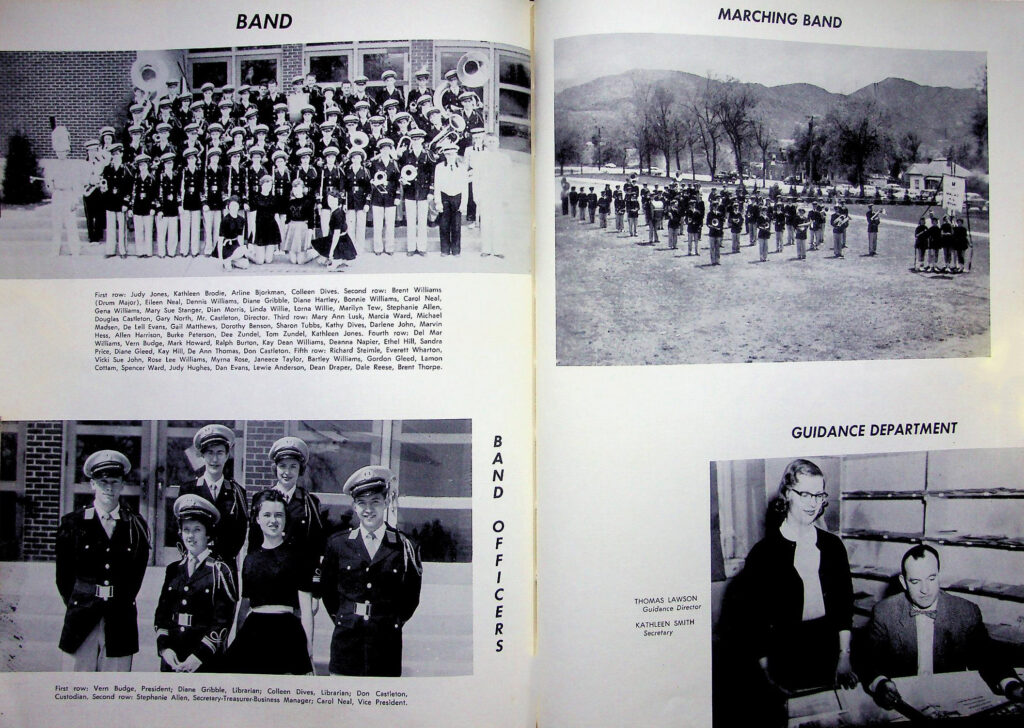 BAND
First row: Judy Jones, Kathleen Brodie, Arline Bjorkman, Colleen Dives. Second row: Brent Williams
(Drum Major), Eileen Neal, Dennis Williams, Diane Gribble, Diane Hartley, Bonnie Williams, Carol Neal,
Gena Williams, Mary Sue Stanger, Dian Morris, Linda Willie, Lorna Willie, Marilyn Tew, Stephanie Allen,
Douglas Castleton, Gary North, Mr. Castleton, Director. Third row: Mary Ann Lusk, Marcia Ward, Michael
Madsen, De Lell Evans, Gail Matthews, Dorothy Benson, Sharon Tubbs, Kathy Dives, Darlene John, Marvin
Hess, Allen Harrison, Burke Peterson, Dee Zundel, Tom Zundel, Kathleen Jones. Fourth row: Del Mar
Williams, Vern Budge, Mark Howard, Ralph Burton, Kay Dean Williams, Deanna Napier, Ethel Hill, Sandra
Price, Diane Gleed, Kay Hill, De Ann Thomas, Don Castleton. Fifth row: Richard Steimle, Everett Wharton,
Vicki Sue John, Rose Lee Williams, Myrna Rose, Janeece Taylor, Bartley Williams, Gordon Gleed, Lamon
Cottam, Spencer Ward, Judy Hughes, Dan Evans, Lewie Anderson, Dean Draper, Dale Reese, Brent Thorpe.
BAND OFFICERS
First row: Vern Budge, President; Diane Gribble, Librarian; Colleen Dives, Librarian; Don Castleton,
Custodian. Second row: Stephanie Allen, Secretary-Treasurer-Business Manager; Carol Neal, Vice President.
MARCHING BAND
GUIDANCE DEPARTMENT
THOMAS LAWSON
Guidance Director
KATHLEEN SMITH
Secretary